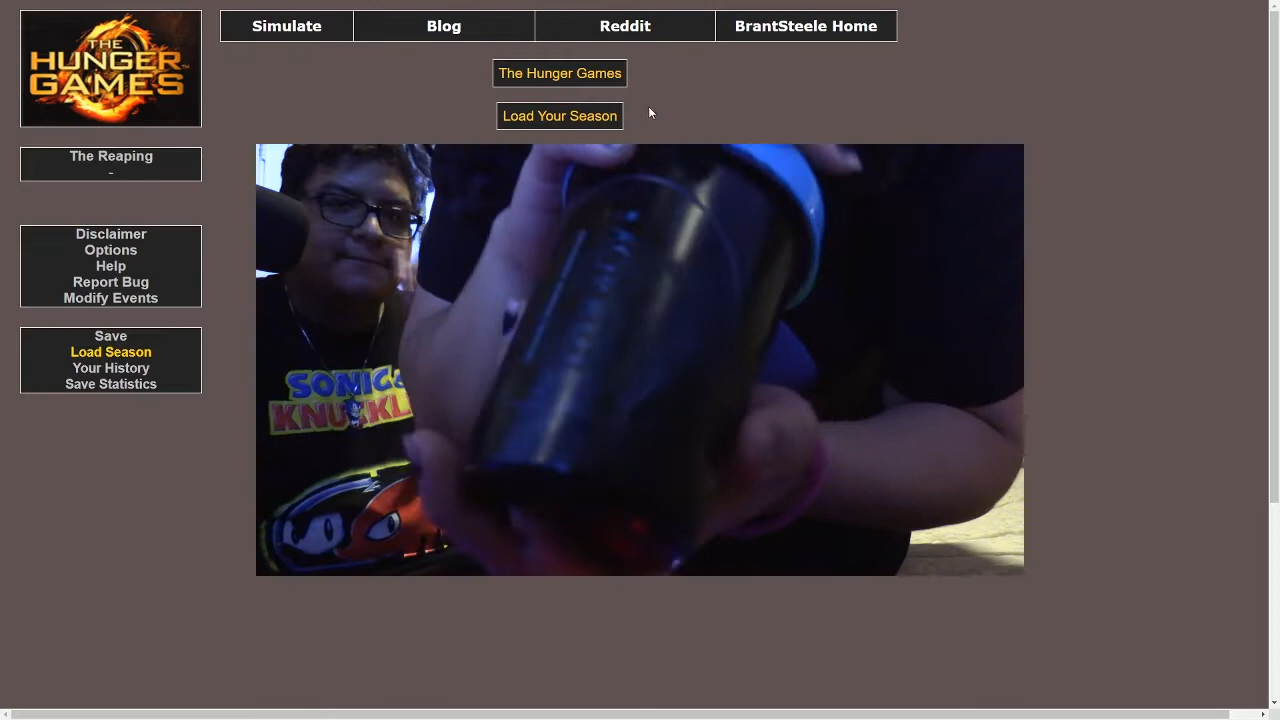 THE
HUNGER
GAMES
Simulate
Blog
Reddit
BrantSteele Home
The Hunger Games
Load Your Season
The Reaping
-
Disclaimer
Options
Help
Report Bug
Modify Events
Save
Load Season
Your History
Save Statistics
SONIC&
KNUCKL